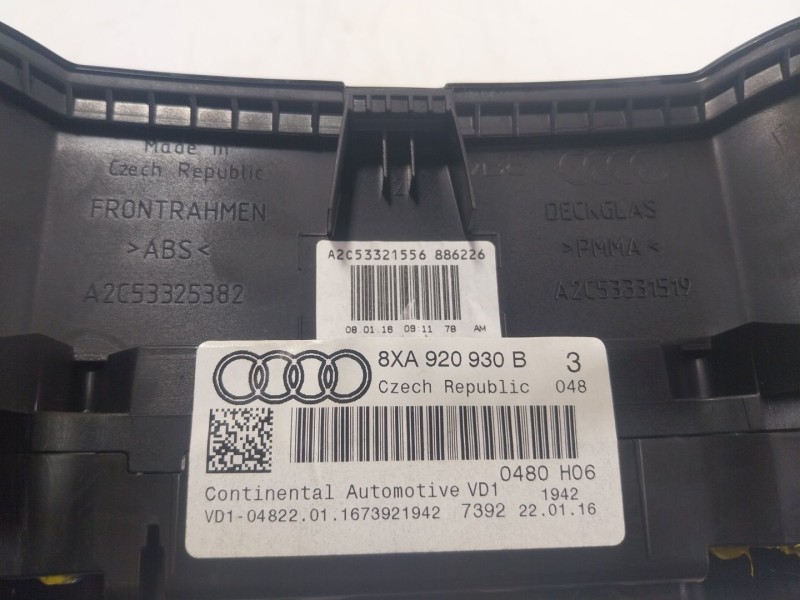 Made in
Czech Republic
FRONTRAHMEN
>ABS<
A2C53325382
DECKGLAS
>PMMA<
A2C53331519
A2C53321556 886226
08.01.16 09:11 78 AM
8XA 920 930 B 3
Czech Republic 048
0480 H06
Continental Automotive VD1 1942
VD1-04822.01.1673921942 7392 22.01.16